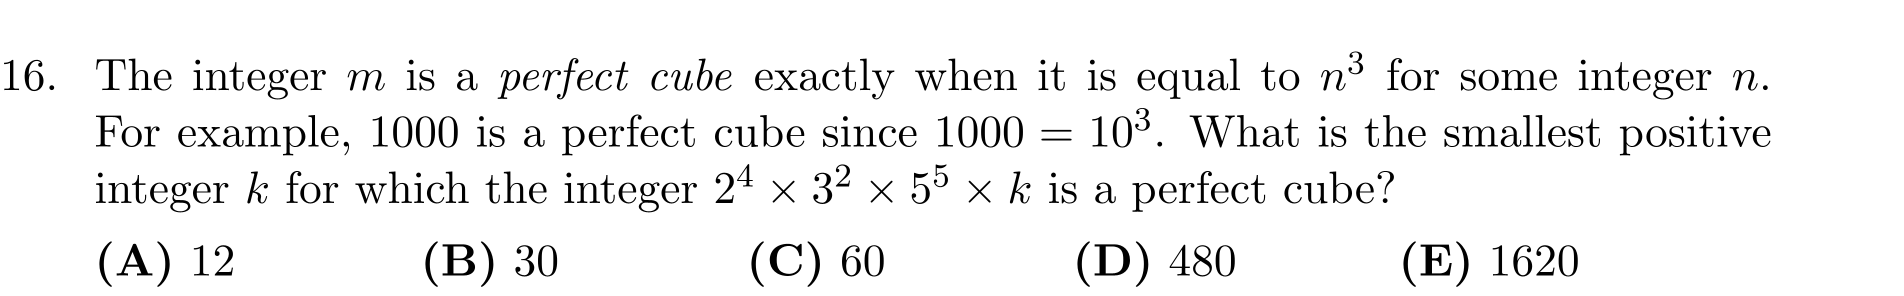 16. The integer m is a perfect cube exactly when it is equal to n³ for some integer n.
For example, 1000 is a perfect cube since 1000 = 10³. What is the smallest positive
integer k for which the integer 2⁴ × 3² × 5⁵ × k is a perfect cube?
(A) 12 (B) 30 (C) 60 (D) 480 (E) 1620